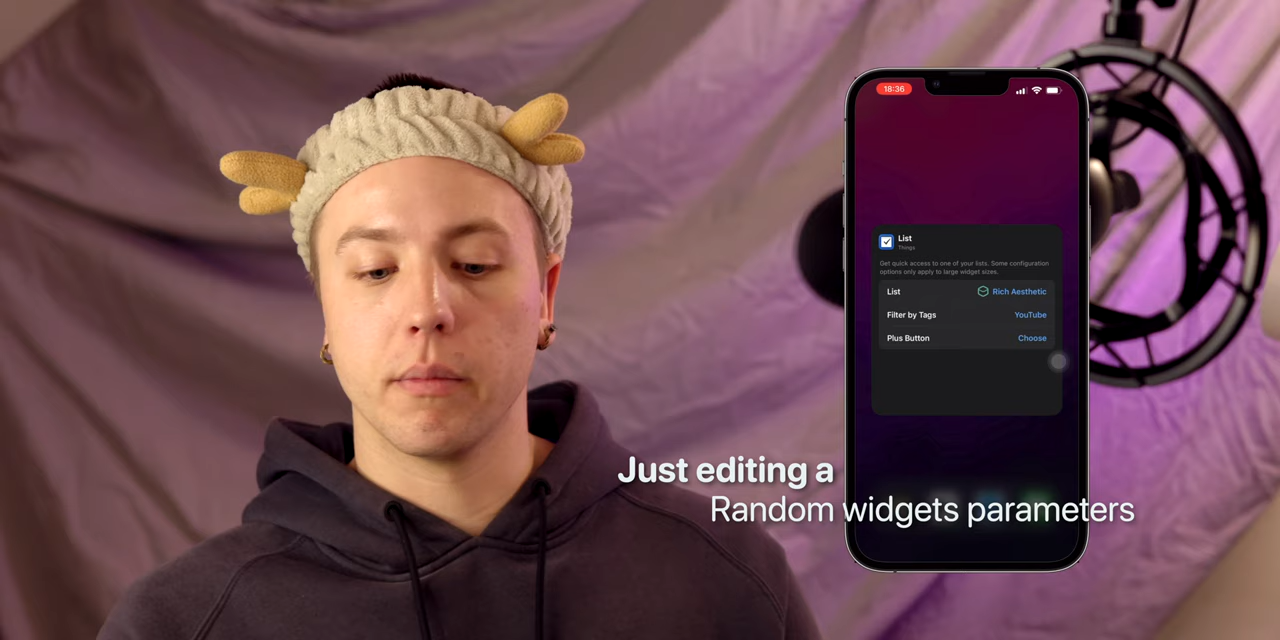 18:36
List
Things
Get quick access to one of your lists. Some configuration
options only apply to large widget sizes.
List Rich Aesthetic
Filter by Tags YouTube
Plus Button Choose
Just editing a
Random widgets parameters